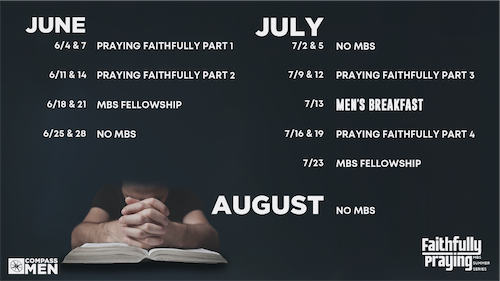 JUNE
6/4 & 7 PRAYING FAITHFULLY PART 1
6/11 & 14 PRAYING FAITHFULLY PART 2
6/18 & 21 MBS FELLOWSHIP
6/25 & 28 NO MBS
JULY
7/2 & 5 NO MBS
7/9 & 12 PRAYING FAITHFULLY PART 3
7/13 MEN'S BREAKFAST
7/16 & 19 PRAYING FAITHFULLY PART 4
7/23 MBS FELLOWSHIP
AUGUST NO MBS
COMPASS
MEN
Faithfully
Praying
MBS
SUMMER
SERIES